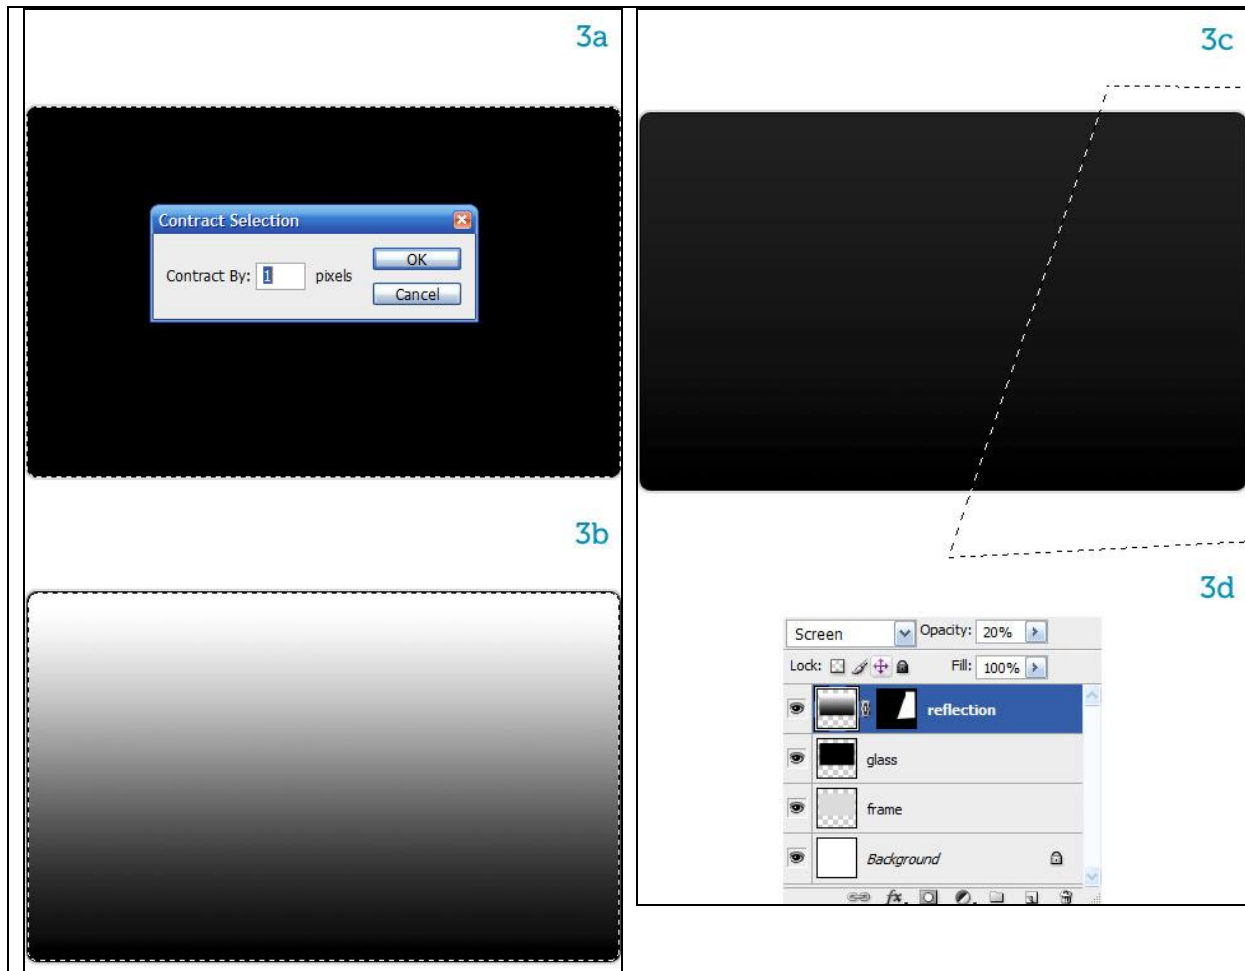 3a
Contract Selection
Contract By: 1 pixels
OK
Cancel
3b
3c
3d
Screen Opacity: 20%
Lock: Fill: 100%
reflection
glass
frame
Background
fx.